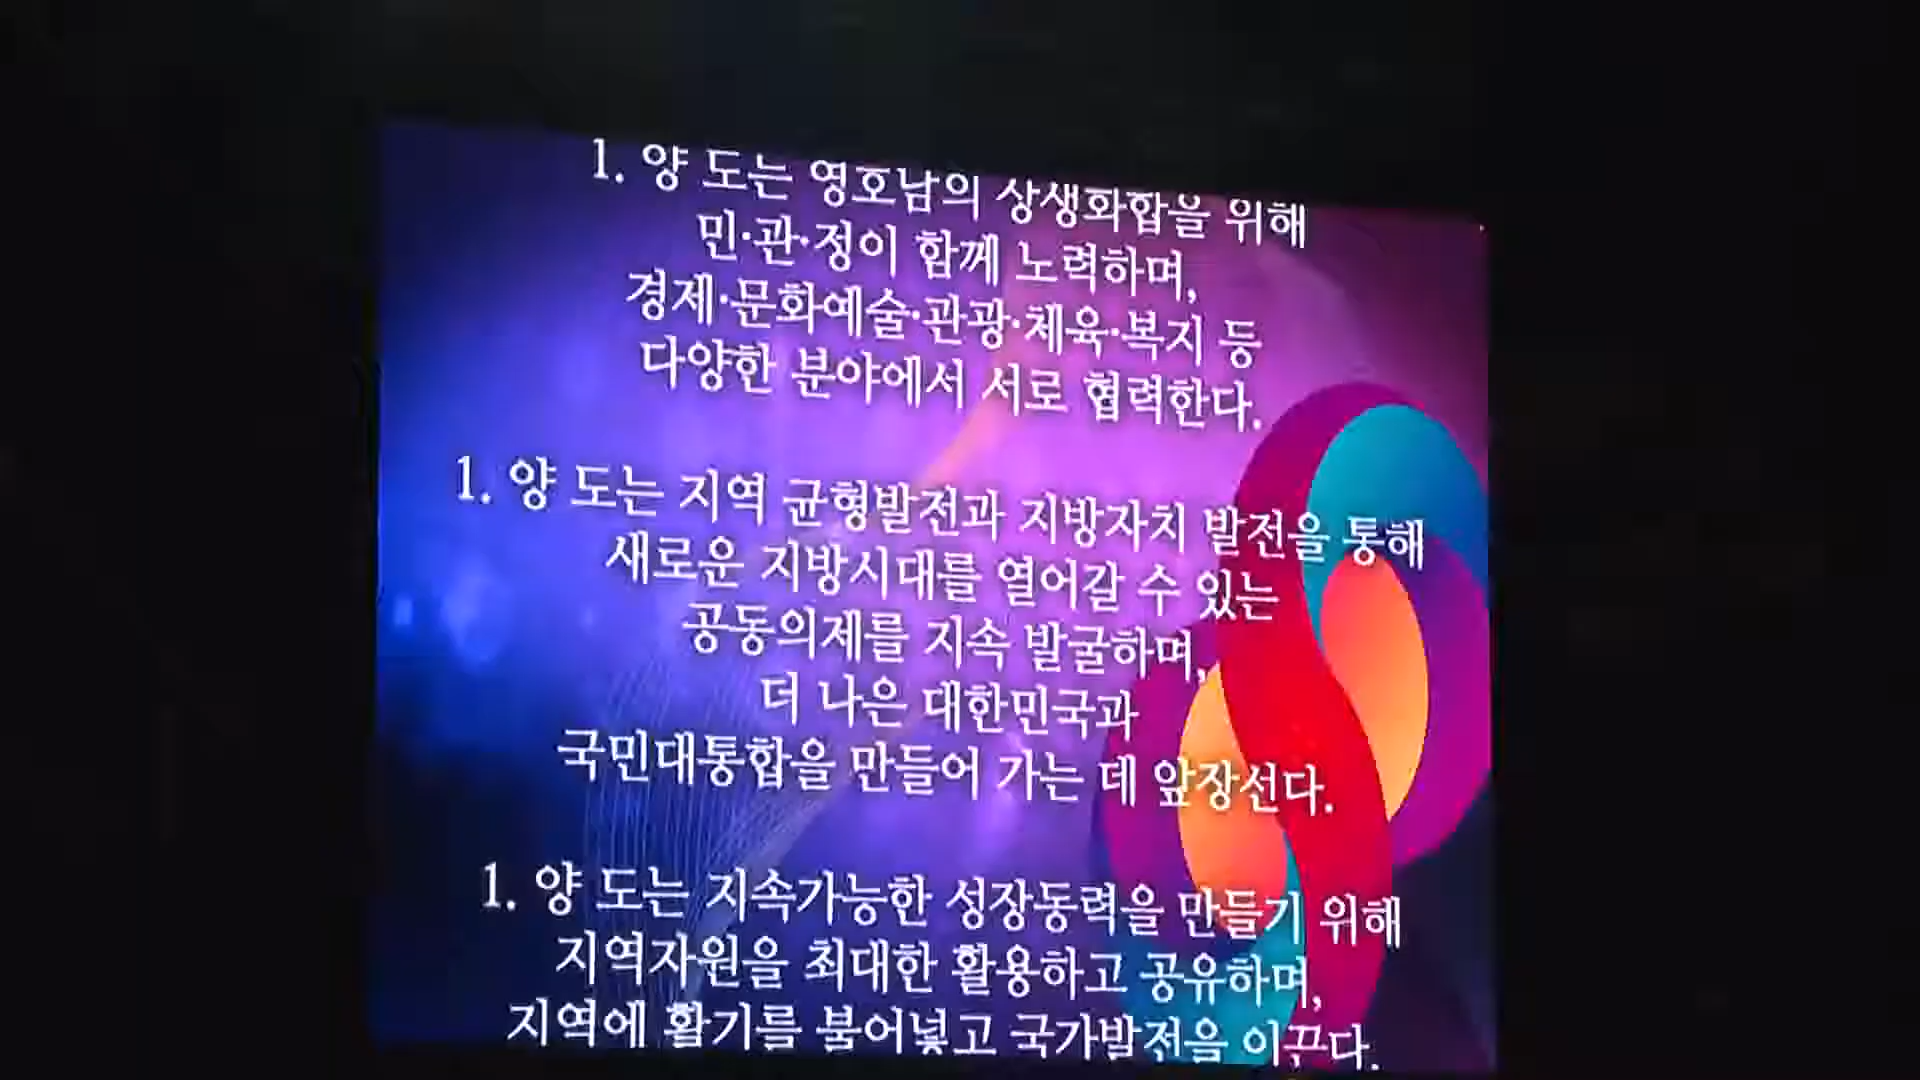 1. 양 도는 영호남의 상생화합을 위해
민·관·정이 함께 노력하며,
경제·문화예술·관광·체육·복지 등
다양한 분야에서 서로 협력한다.
1. 양 도는 지역 균형발전과 지방자치 발전을 통해
새로운 지방시대를 열어갈 수 있는
공동의제를 지속 발굴하며,
더 나은 대한민국과
국민대통합을 만들어 가는 데 앞장선다.
1. 양 도는 지속가능한 성장동력을 만들기 위해
지역자원을 최대한 활용하고 공유하며,
지역에 활기를 불어넣고 국가발전을 이끈다.